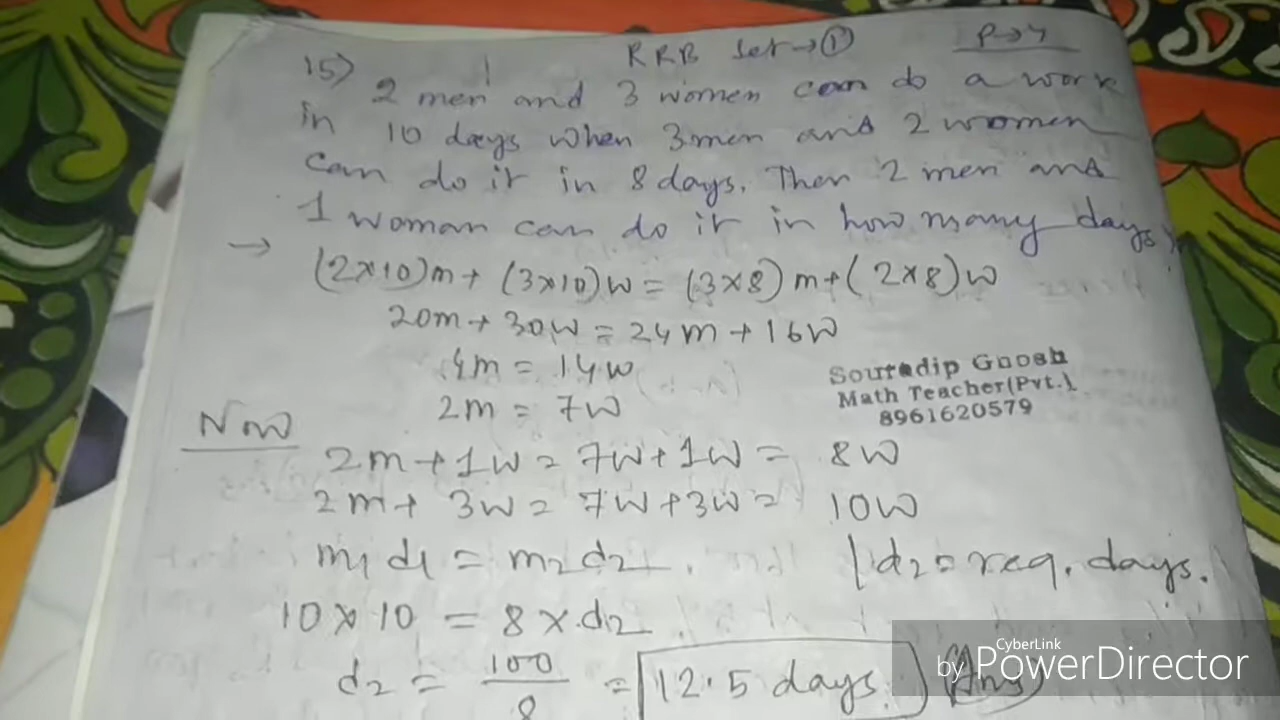 RRB Set → ① P→4
15) 2 men and 3 women can do a work
in 10 days when 3men and 2 women
can do it in 8 days. Then 2 men and
1 woman can do it in how many days?
→ (2×10)m + (3×10)w = (3×8)m+(2×8)w
20m + 30w = 24m + 16w
4m = 14w
Souradip Ghosh
Math Teacher(Pvt.)
8961620579
2m = 7w
Now
2m+1w = 7w+1w = 8w
2m+ 3w = 7w+3w = 10w
m1 d1 = m2 d2 . | d2 = req. days.
10×10 = 8×d2
d2 = 100/8 = 12.5 days. (Ans)
CyberLink
by PowerDirector